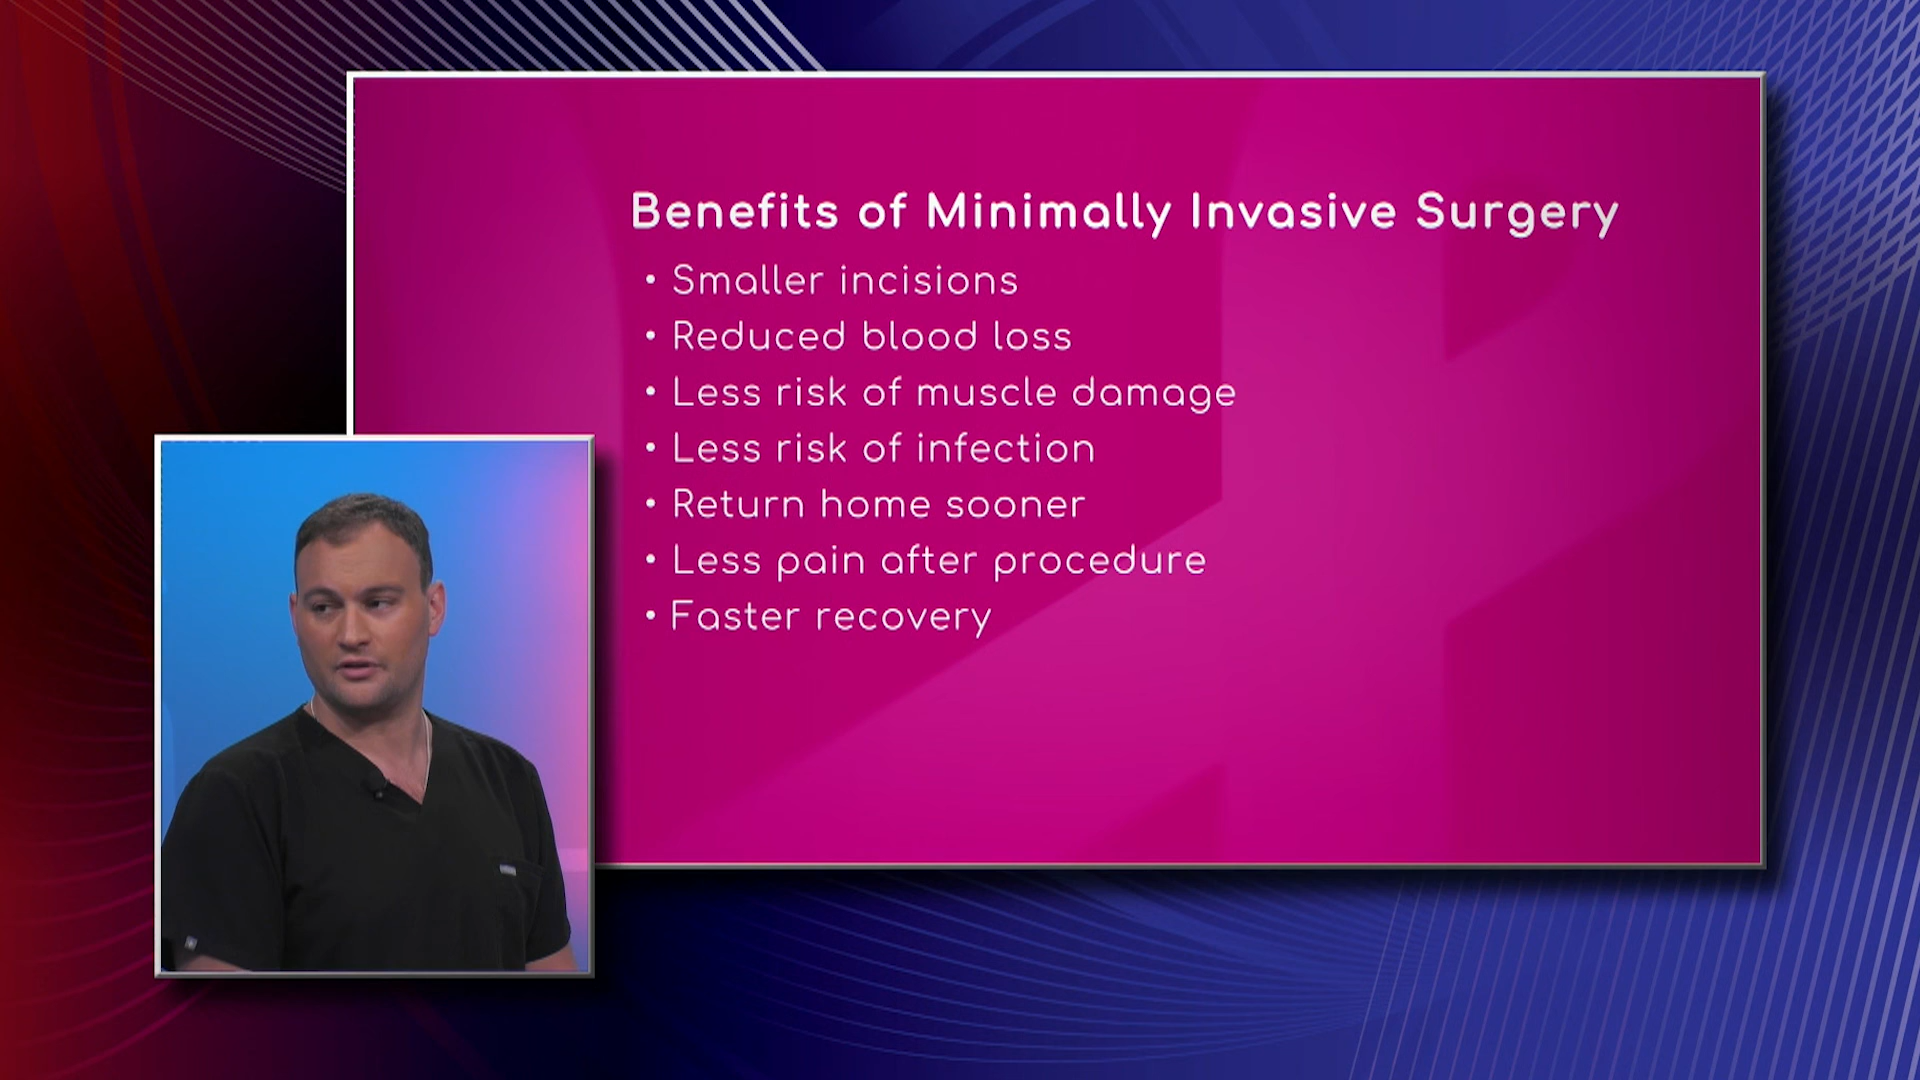 Benefits of Minimally Invasive Surgery
• Smaller incisions
• Reduced blood loss
• Less risk of muscle damage
• Less risk of infection
• Return home sooner
• Less pain after procedure
• Faster recovery